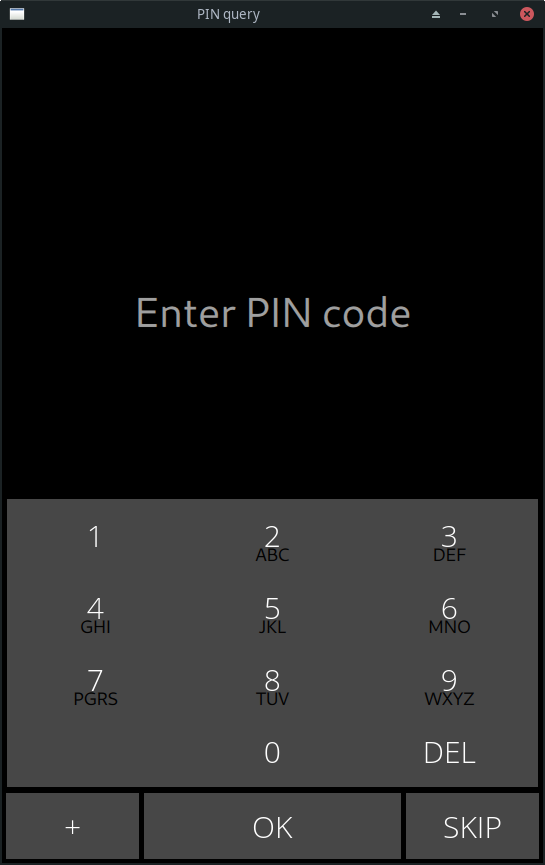 PIN query
Enter PIN code
1 2 3
ABC DEF
4 5 6
GHI JKL MNO
7 8 9
PGRS TUV WXYZ
0 DEL
+ OK SKIP